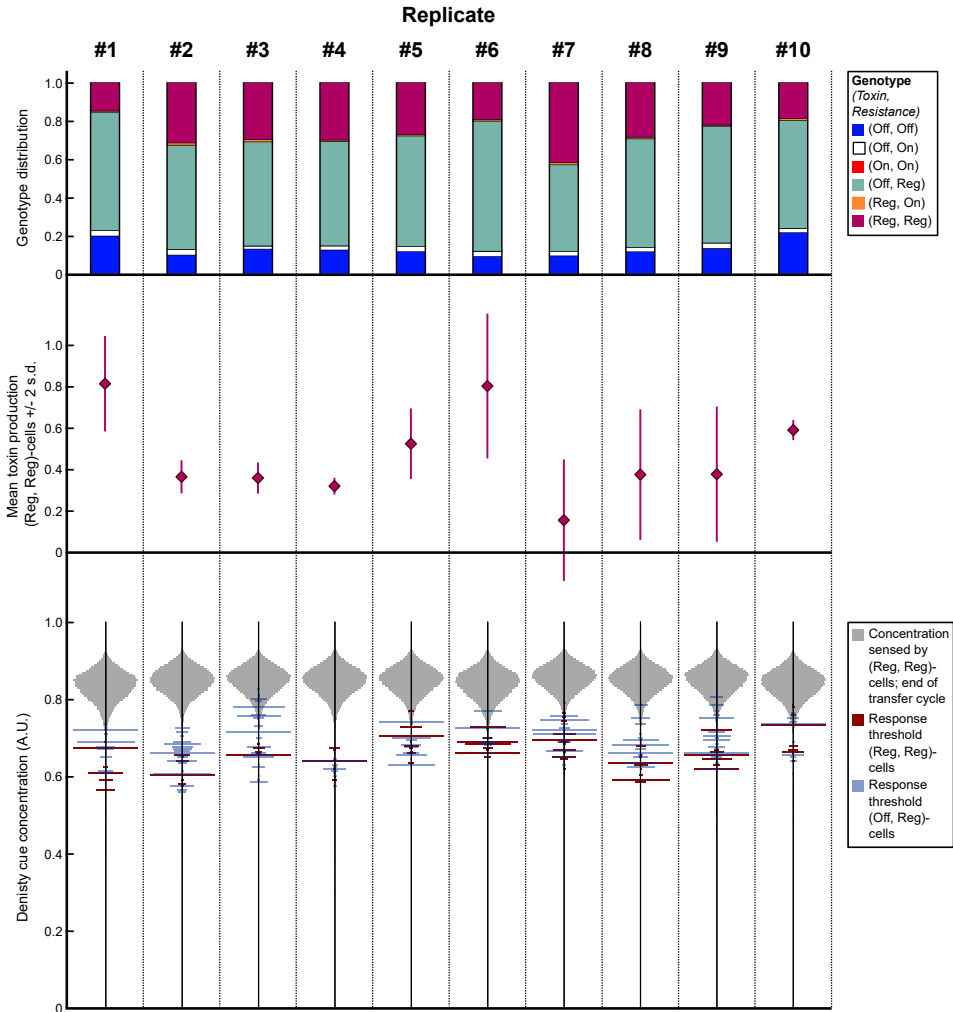 Replicate
#1 #2 #3 #4 #5 #6 #7 #8 #9 #10
Genotype distribution
1.0
0.8
0.6
0.4
0.2
0
Genotype
(Toxin,
Resistance)
(Off, Off)
(Off, On)
(On, On)
(Off, Reg)
(Reg, On)
(Reg, Reg)
Mean toxin production
(Reg, Reg)-cells +/- 2 s.d.
1.0
0.8
0.6
0.4
0.2
0
Denisty cue concentration (A.U.)
1.0
0.8
0.6
0.4
0.2
0
Concentration
sensed by
(Reg, Reg)-
cells; end of
transfer cycle
Response
threshold
(Reg, Reg)-
cells
Response
threshold
(Off, Reg)-
cells